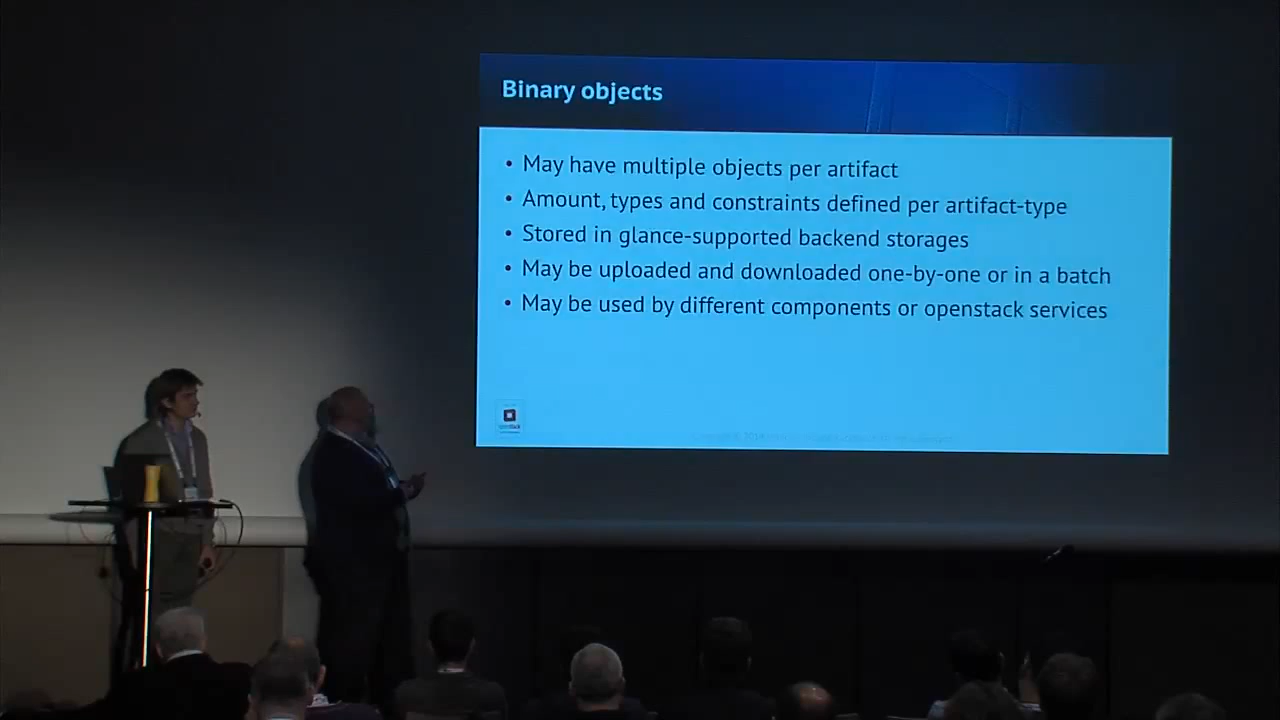 Binary objects
• May have multiple objects per artifact
• Amount, types and constraints defined per artifact-type
• Stored in glance-supported backend storages
• May be uploaded and downloaded one-by-one or in a batch
• May be used by different components or openstack services
openstack